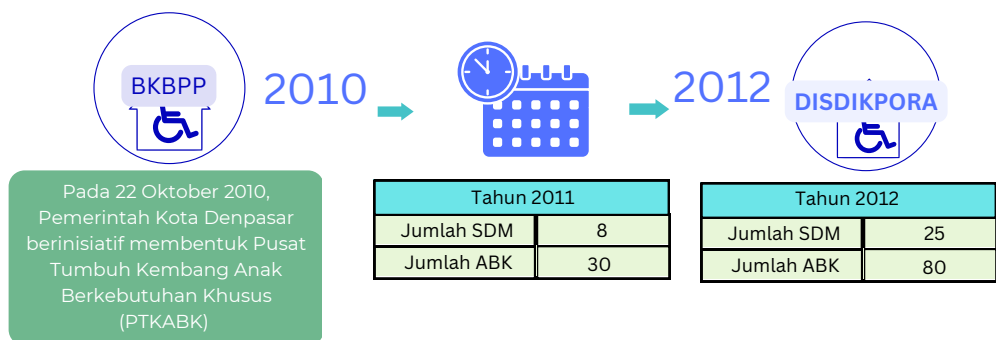 BKBPP
2010
2012
DISDIKPORA
Pada 22 Oktober 2010,
Pemerintah Kota Denpasar
berinisiatif membentuk Pusat
Tumbuh Kembang Anak
Berkebutuhan Khusus
(PTKABK)
Tahun 2011
Jumlah SDM 8
Jumlah ABK 30
Tahun 2012
Jumlah SDM 25
Jumlah ABK 80